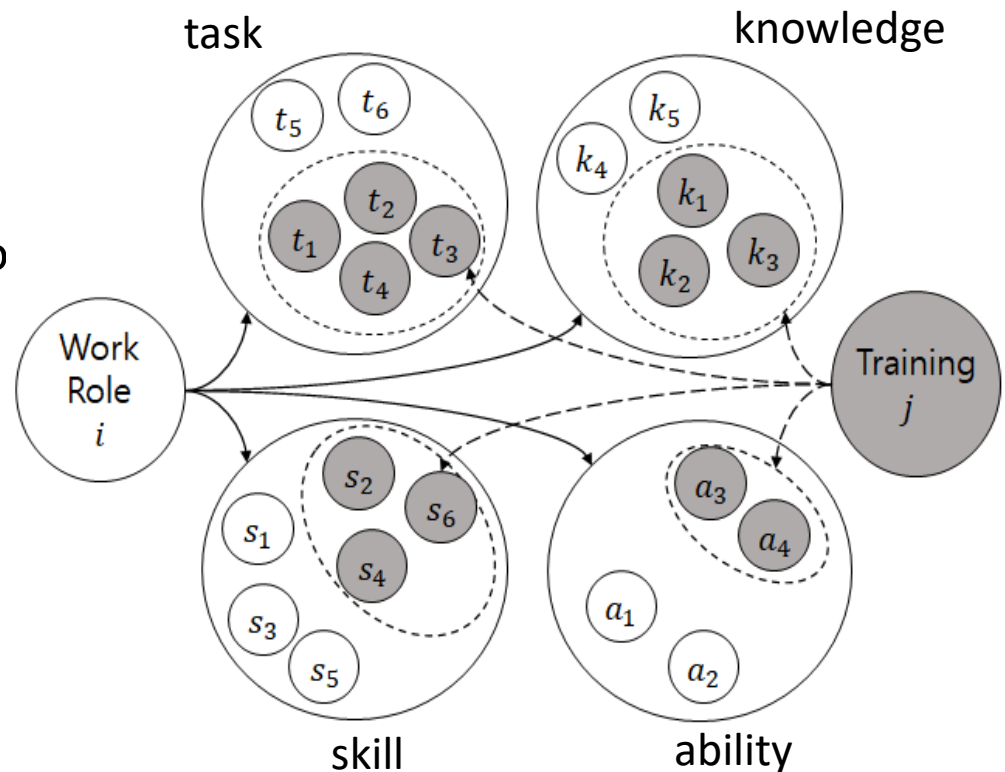 task
knowledge
t₅
t₆
t₂
t₁
t₃
t₄
k₅
k₄
k₁
k₂
k₃
Work
Role
i
Training
j
s₂
s₆
s₁
s₄
s₃
s₅
a₃
a₄
a₁
a₂
skill
ability